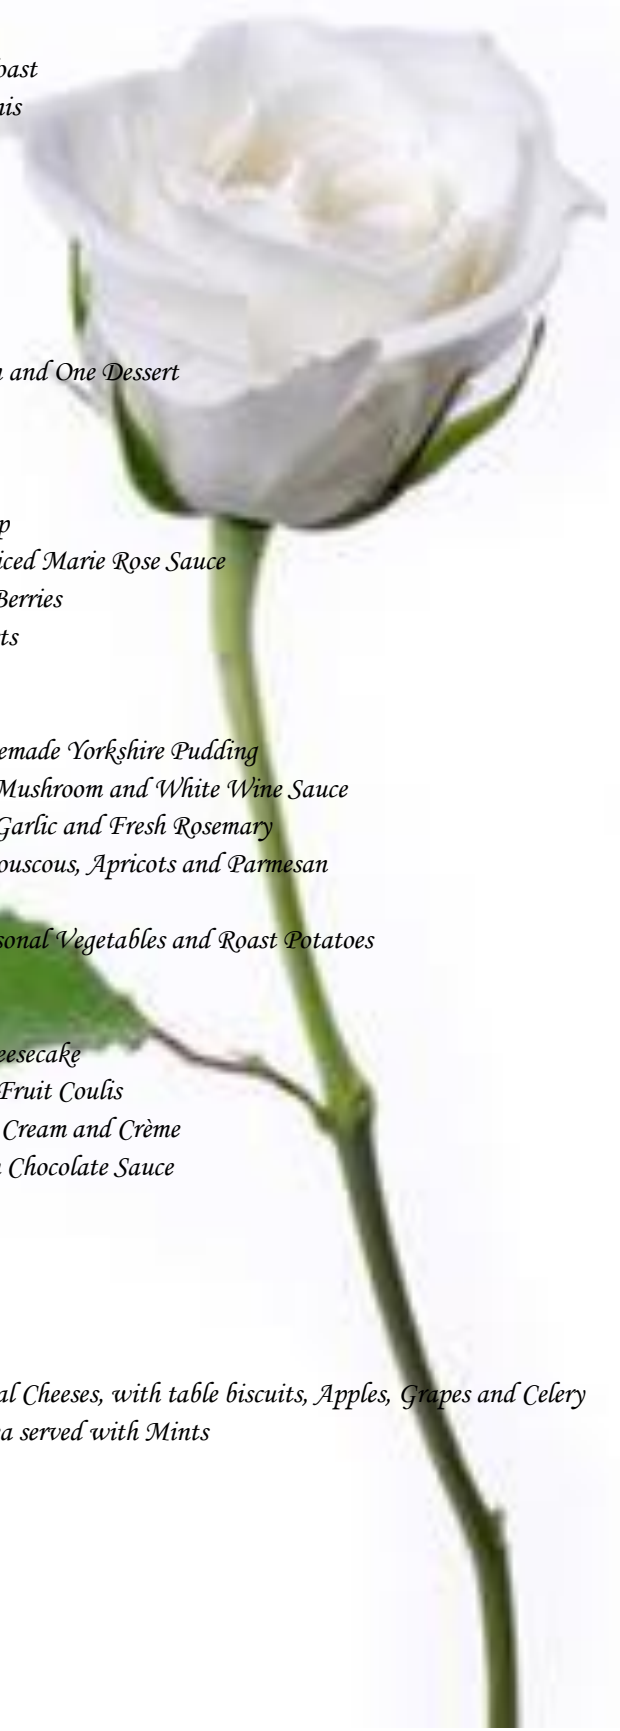 oast
nis
and One Dessert
p
iced Marie Rose Sauce
Berries
ts
emade Yorkshire Pudding
Mushroom and White Wine Sauce
Garlic and Fresh Rosemary
ouscous, Apricots and Parmesan
sonal Vegetables and Roast Potatoes
eesecake
Fruit Coulis
Cream and Crème
Chocolate Sauce
al Cheeses, with table biscuits, Apples, Grapes and Celery
a served with Mints